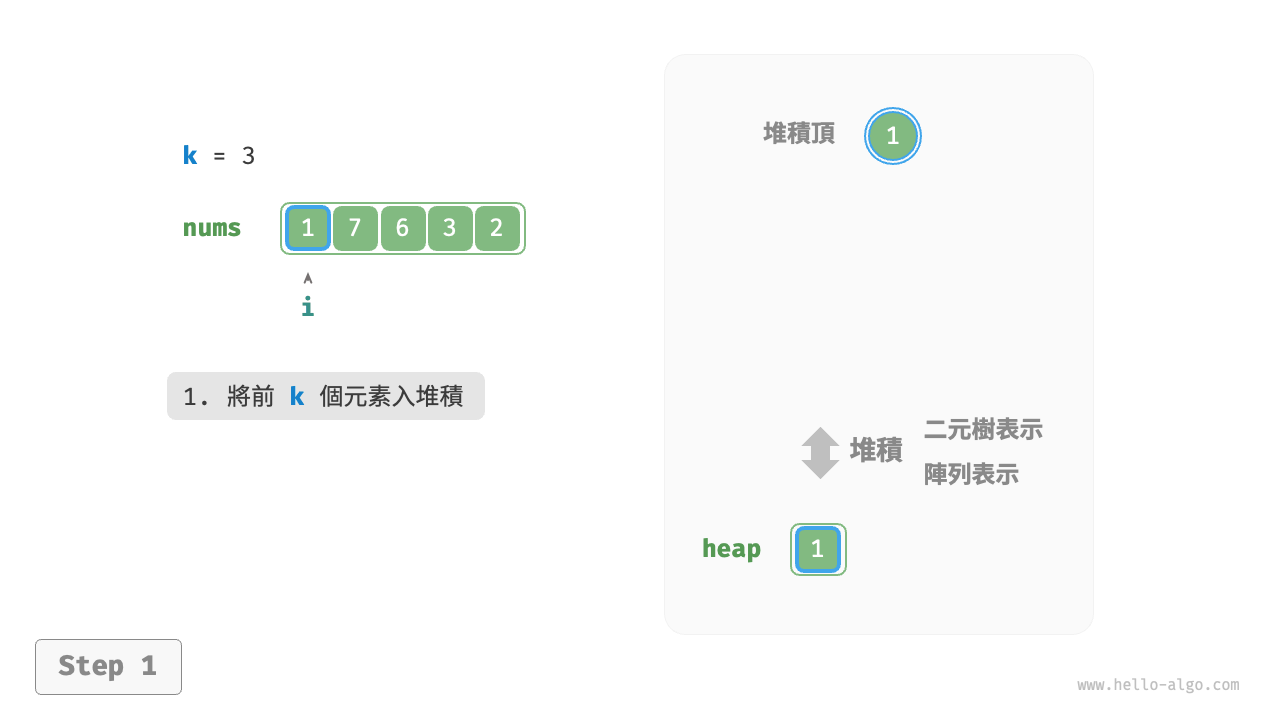 k = 3
nums 1 7 6 3 2
i
1. 將前 k 個元素入堆積
堆積頂 1
堆積
二元樹表示
陣列表示
heap 1
Step 1
www.hello-algo.com